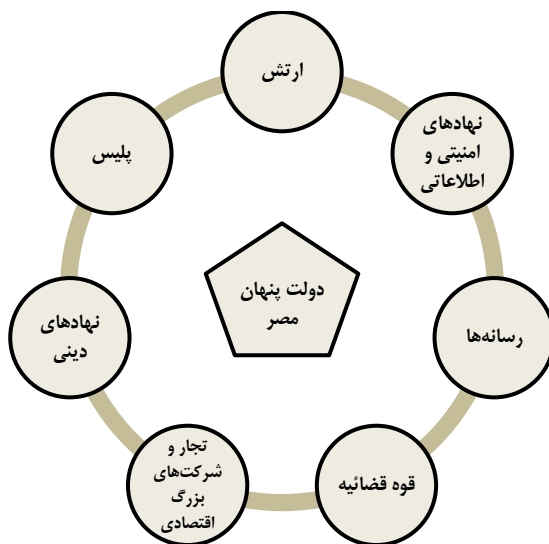 ارتش
نهادهای
امنیتی و
اطلاعاتی
رسانه‌ها
قوه قضائیه
تجار و
شرکت‌های
بزرگ
اقتصادی
نهادهای
دینی
پلیس
دولت پنهان
مصر